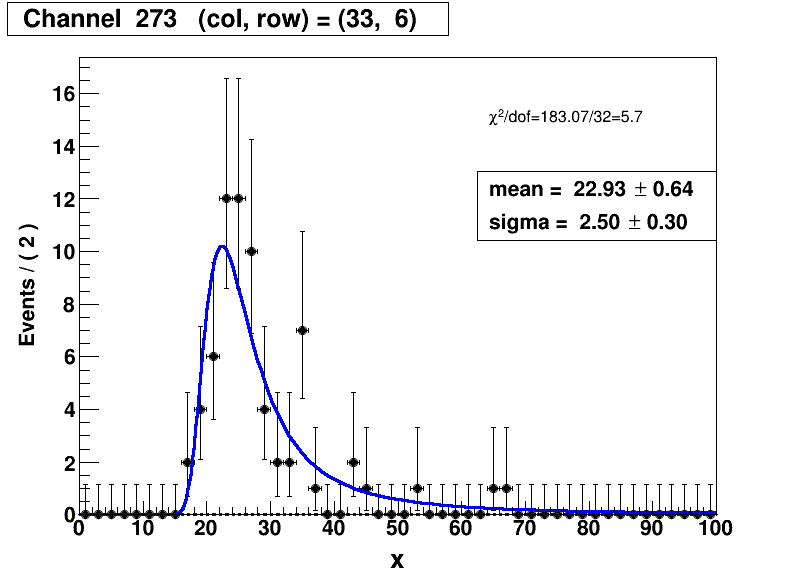 Channel 273 (col, row) = (33, 6)
χ²/dof=183.07/32=5.7
mean = 22.93 ± 0.64
sigma = 2.50 ± 0.30
Events / ( 2 )
16
14
12
10
8
6
4
2
0
0 10 20 30 40 50 60 70 80 90 100
x